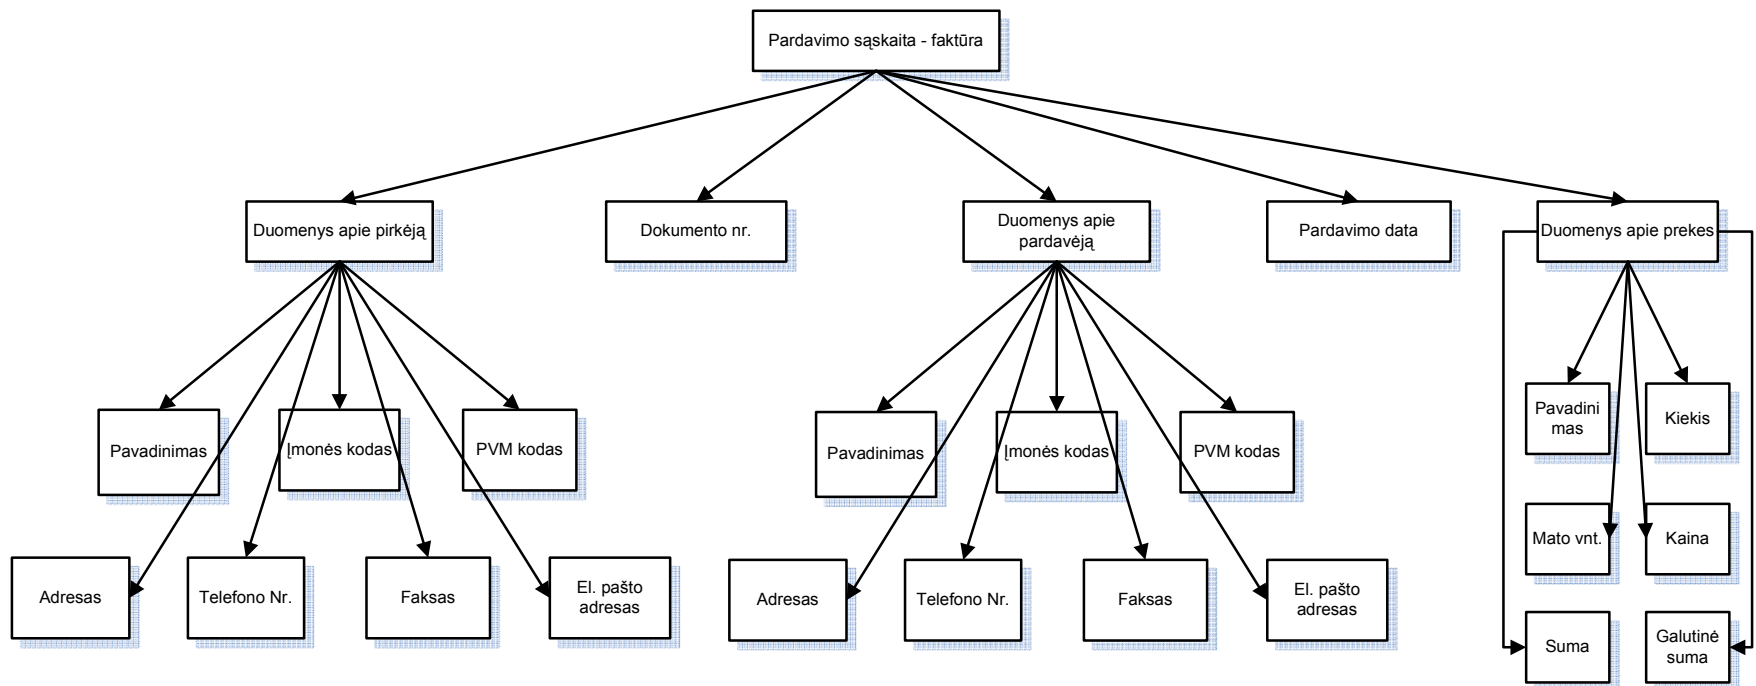 Pardavimo sąskaita - faktūra
Duomenys apie pirkėją
Dokumento nr.
Duomenys apie
pardavėją
Pardavimo data
Duomenys apie prekes
Pavadinimas
Įmonės kodas
PVM kodas
Adresas
Telefono Nr.
Faksas
El. pašto
adresas
Pavadinimas
Įmonės kodas
PVM kodas
Adresas
Telefono Nr.
Faksas
El. pašto
adresas
Pavadini
mas
Kiekis
Mato vnt.
Kaina
Suma
Galutinė
suma